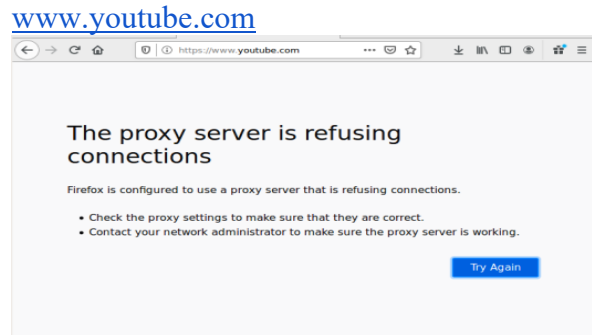 www.youtube.com
https://www.youtube.com
The proxy server is refusing
connections
Firefox is configured to use a proxy server that is refusing connections.
• Check the proxy settings to make sure that they are correct.
• Contact your network administrator to make sure the proxy server is working.
Try Again